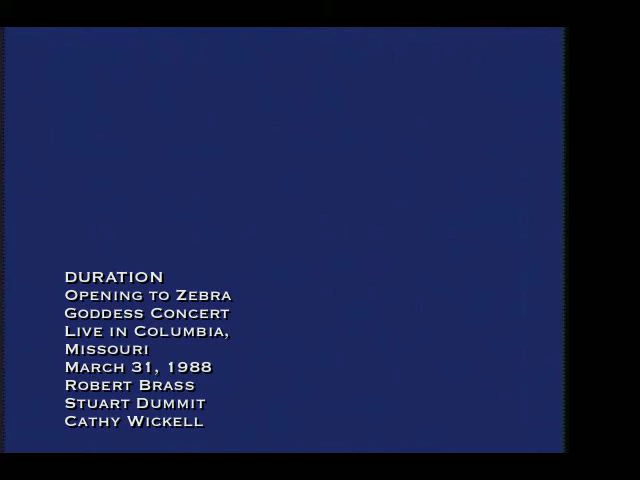 DURATION
Opening to Zebra
Goddess Concert
Live in Columbia,
Missouri
March 31, 1988
Robert Brass
Stuart Dummit
Cathy Wickell